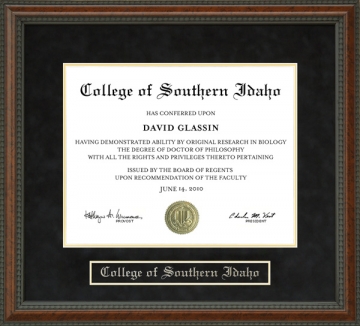 College of Southern Idaho
HAS CONFERRED UPON
DAVID GLASSIN
HAVING DEMONSTRATED ABILITY BY ORIGINAL RESEARCH IN BIOLOGY
THE DEGREE OF DOCTOR OF PHILOSOPHY
WITH ALL THE RIGHTS AND PRIVILEGES THERETO PERTAINING
ISSUED BY THE BOARD OF REGENTS
UPON RECOMMENDATION OF THE FACULTY
JUNE 14, 2010
PROVOST
PRESIDENT
College of Southern Idaho